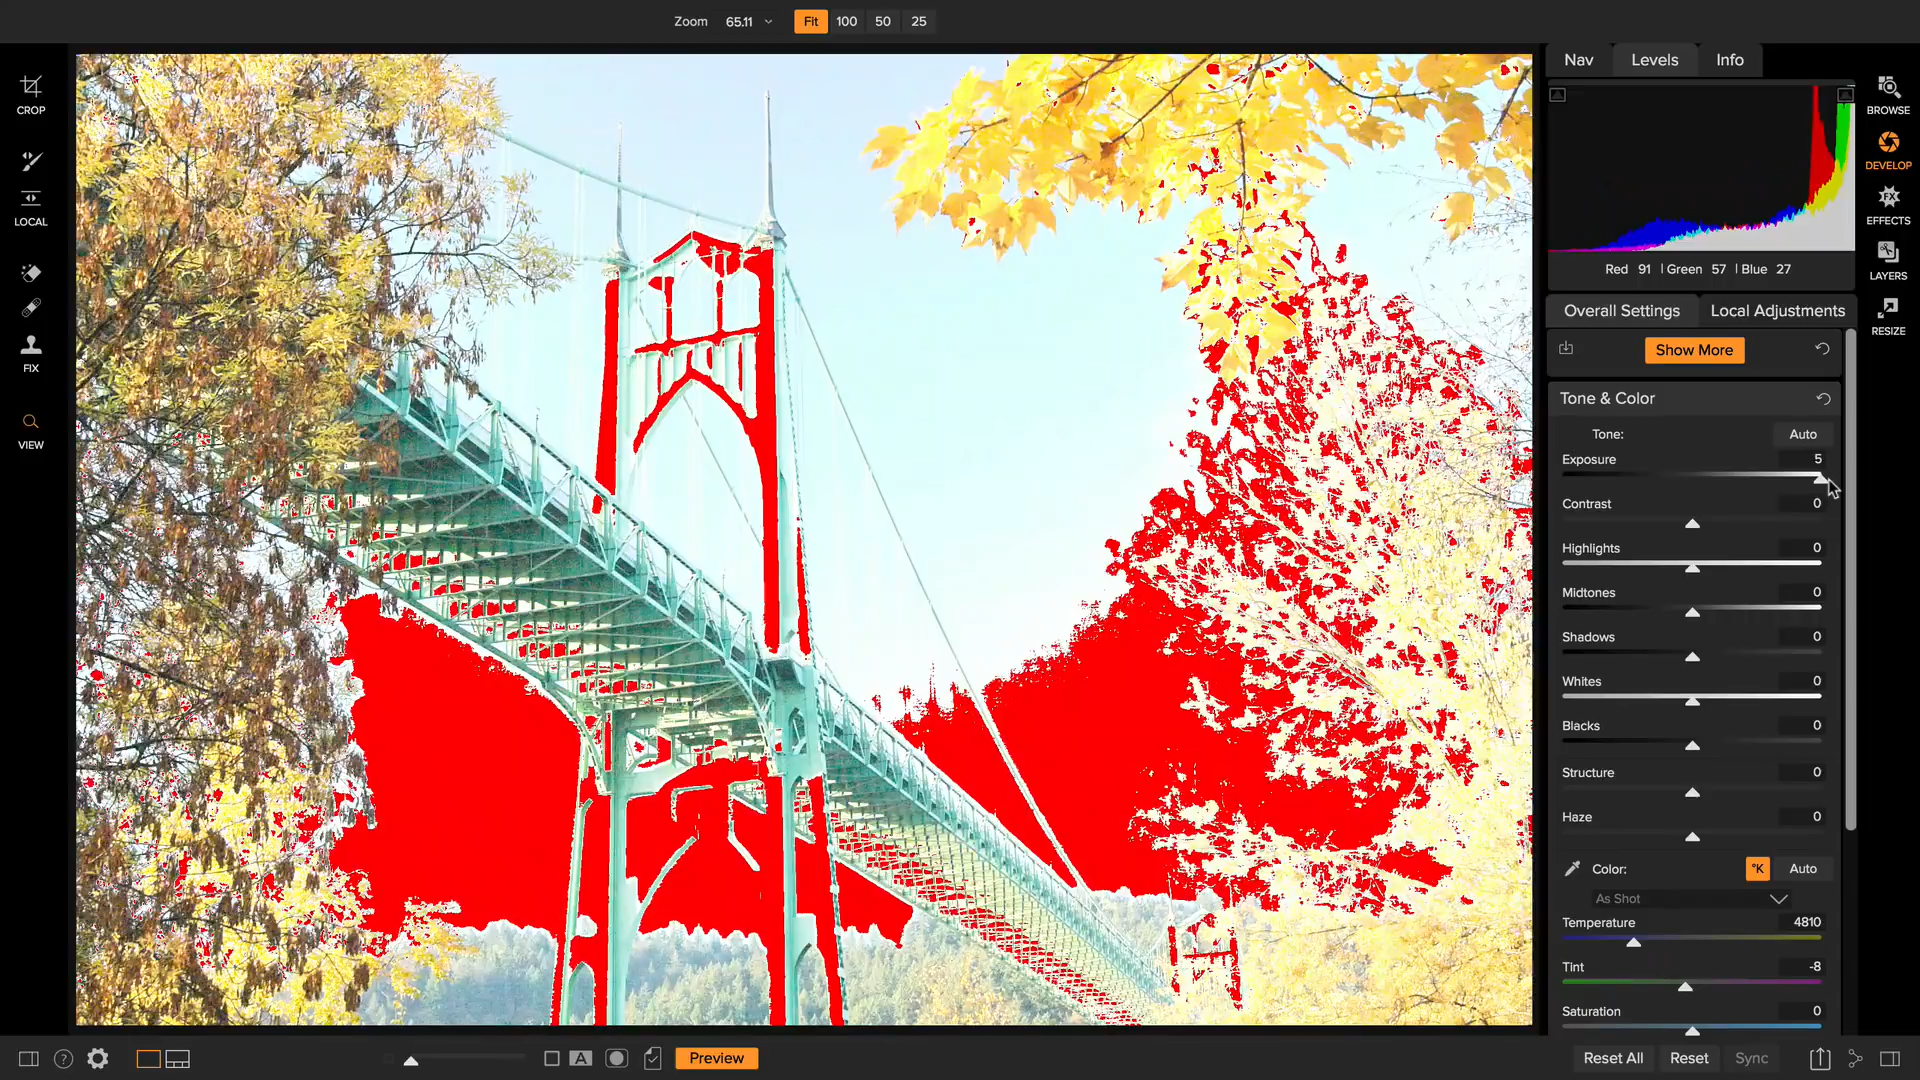 Zoom 65.11 Fit 100 50 25
CROP
LOCAL
FIX
VIEW
Nav Levels Info
Red 91 | Green 57 | Blue 27
BROWSE
DEVELOP
EX
EFFECTS
LAYERS
RESIZE
Overall Settings Local Adjustments
Show More
Tone & Color
Tone: Auto
Exposure 5
Contrast 0
Highlights 0
Midtones 0
Shadows 0
Whites 0
Blacks 0
Structure 0
Haze 0
Color: °K Auto
As Shot
Temperature 4810
Tint -8
Saturation 0
? A Preview
Reset All Reset Sync